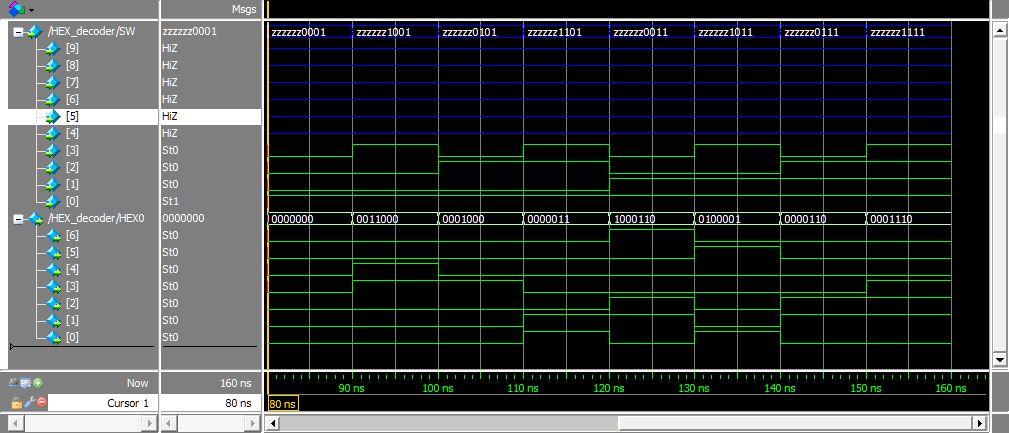 Msgs
/HEX_decoder/SW zzzzzz0001 zzzzzz0001 zzzzzz1001 zzzzzz0101 zzzzzz1101 zzzzzz0011 zzzzzz1011 zzzzzz0111 zzzzzz1111
[9] HiZ
[8] HiZ
[7] HiZ
[6] HiZ
[5] HiZ
[4] HiZ
[3] St0
[2] St0
[1] St0
[0] St1
/HEX_decoder/HEX0 0000000 0000000 0011000 0001000 0000011 1000110 0100001 0000110 0001110
[6] St0
[5] St0
[4] St0
[3] St0
[2] St0
[1] St0
[0] St0
Now 160 ns 90 ns 100 ns 110 ns 120 ns 130 ns 140 ns 150 ns 160 ns
Cursor 1 80 ns 80 ns